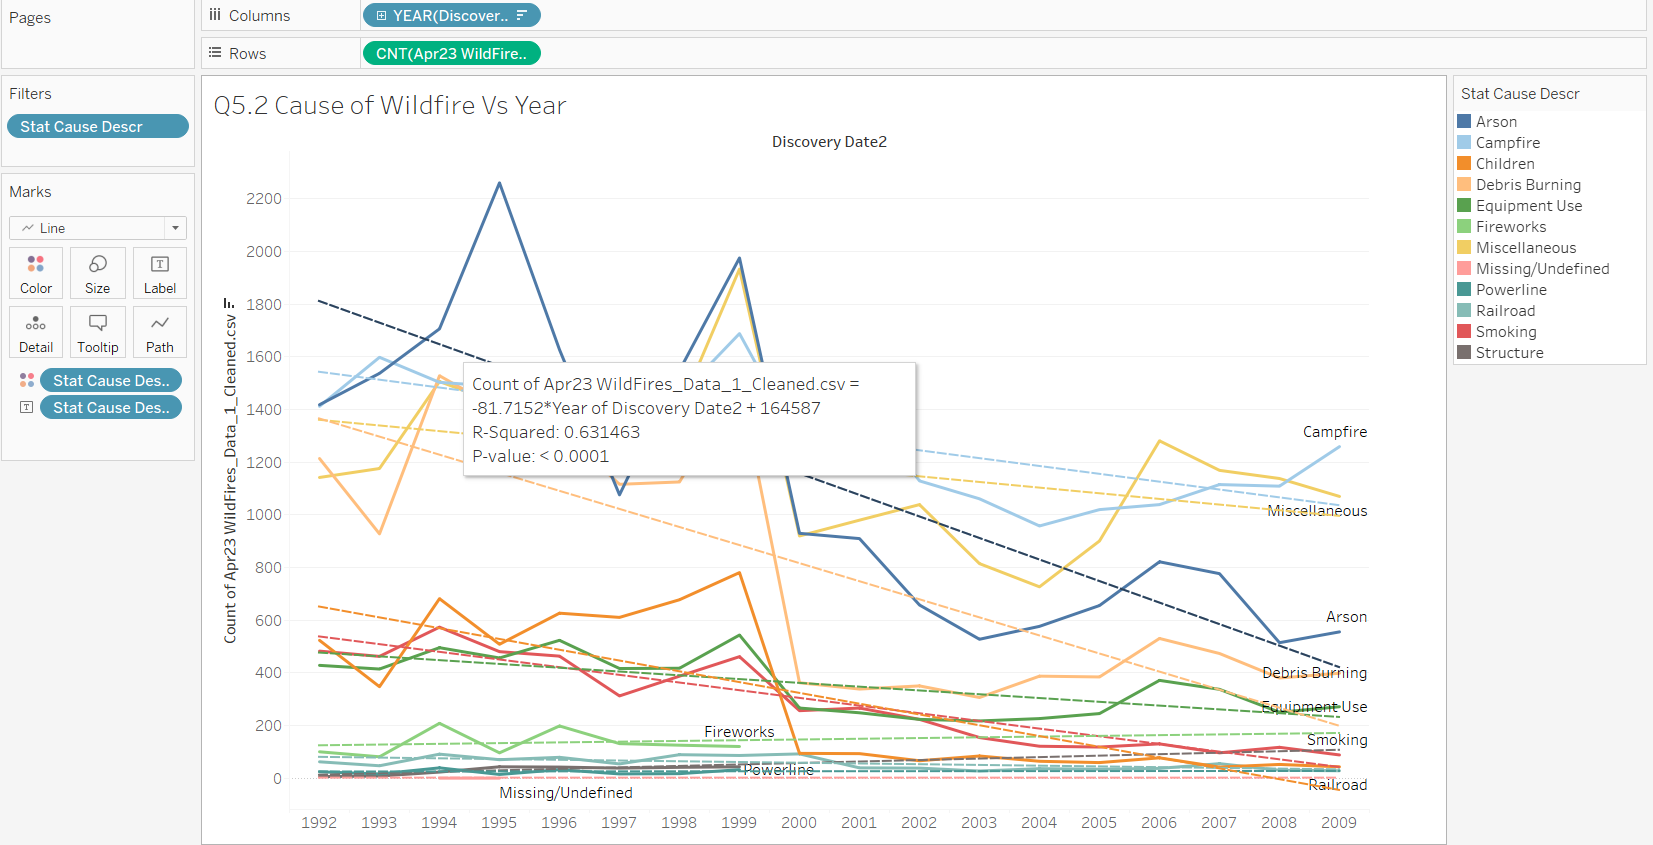 Pages
Columns
YEAR(Discover..
Rows
CNT(Apr23 WildFire..
Filters
Stat Cause Descr
Marks
Line
Color
Size
Label
Detail
Tooltip
Path
Stat Cause Des..
Stat Cause Des..
Q5.2 Cause of Wildfire Vs Year
Discovery Date2
Count of Apr23 WildFires_Data_1_Cleaned.csv
2200
2000
1800
1600
1400
1200
1000
800
600
400
200
0
Count of Apr23 WildFires_Data_1_Cleaned.csv =
-81.7152*Year of Discovery Date2 + 164587
R-Squared: 0.631463
P-value: < 0.0001
Campfire
Miscellaneous
Arson
Debris Burning
Equipment Use
Fireworks
Smoking
Powerline
Railroad
Missing/Undefined
1992 1993 1994 1995 1996 1997 1998 1999 2000 2001 2002 2003 2004 2005 2006 2007 2008 2009
Stat Cause Descr
Arson
Campfire
Children
Debris Burning
Equipment Use
Fireworks
Miscellaneous
Missing/Undefined
Powerline
Railroad
Smoking
Structure